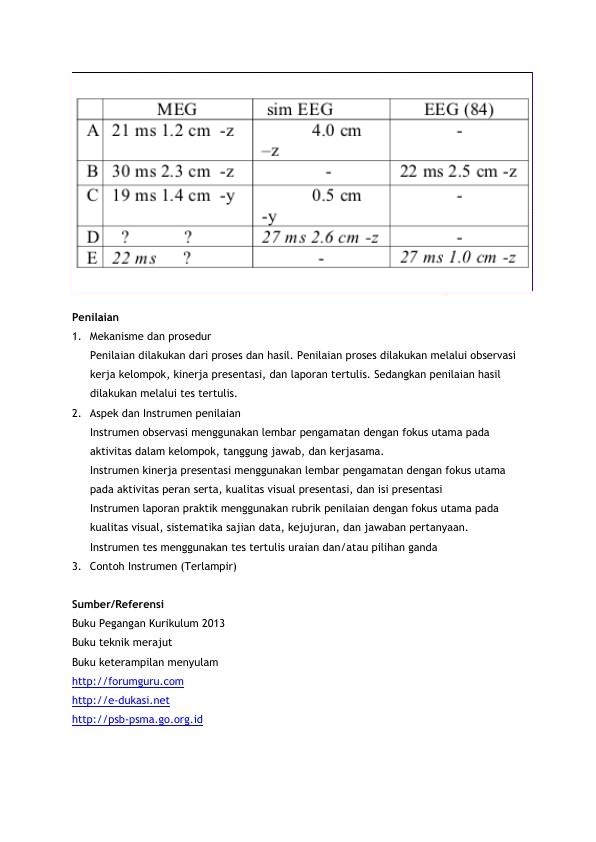 MEG sim EEG EEG (84)
A 21 ms 1.2 cm -z 4.0 cm -
–z
B 30 ms 2.3 cm -z - 22 ms 2.5 cm -z
C 19 ms 1.4 cm -y 0.5 cm -
-y
D ? ? 27 ms 2.6 cm -z -
E 22 ms ? - 27 ms 1.0 cm -z
Penilaian
1. Mekanisme dan prosedur
Penilaian dilakukan dari proses dan hasil. Penilaian proses dilakukan melalui observasi
kerja kelompok, kinerja presentasi, dan laporan tertulis. Sedangkan penilaian hasil
dilakukan melalui tes tertulis.
2. Aspek dan Instrumen penilaian
Instrumen observasi menggunakan lembar pengamatan dengan fokus utama pada
aktivitas dalam kelompok, tanggung jawab, dan kerjasama.
Instrumen kinerja presentasi menggunakan lembar pengamatan dengan fokus utama
pada aktivitas peran serta, kualitas visual presentasi, dan isi presentasi
Instrumen laporan praktik menggunakan rubrik penilaian dengan fokus utama pada
kualitas visual, sistematika sajian data, kejujuran, dan jawaban pertanyaan.
Instrumen tes menggunakan tes tertulis uraian dan/atau pilihan ganda
3. Contoh Instrumen (Terlampir)
Sumber/Referensi
Buku Pegangan Kurikulum 2013
Buku teknik merajut
Buku keterampilan menyulam
http://forumguru.com
http://e-dukasi.net
http://psb-psma.go.org.id